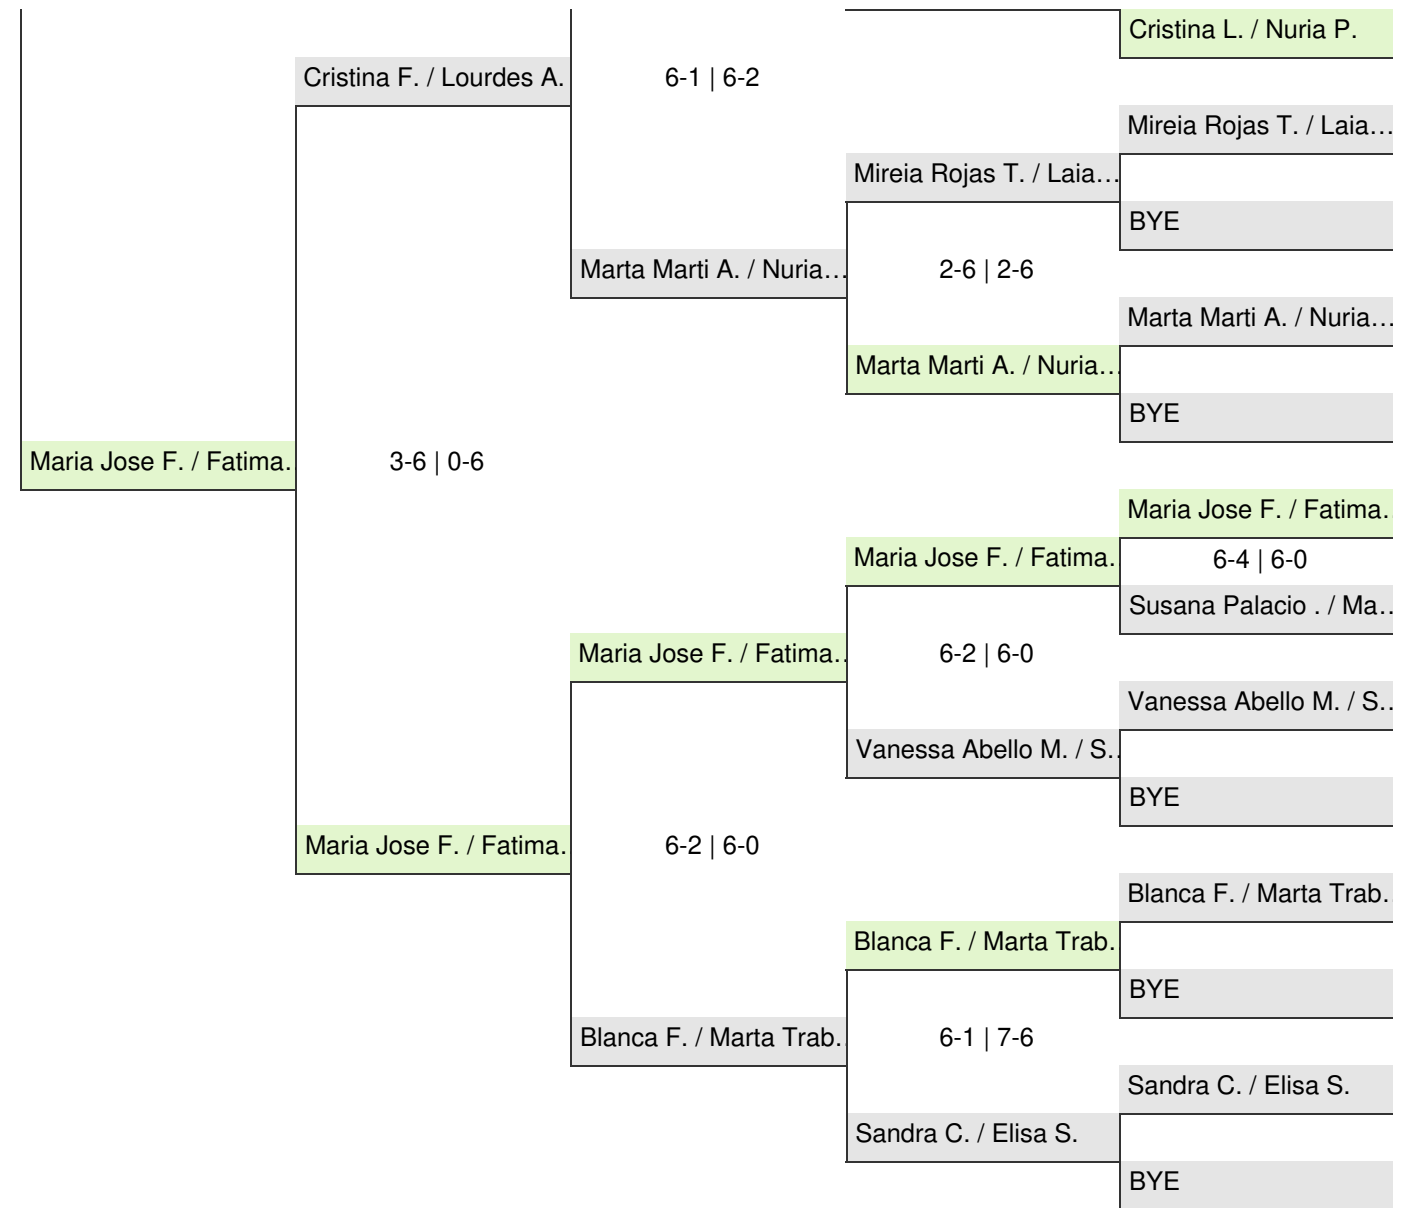 Cristina L. / Nuria P.
Cristina F. / Lourdes A.
6-1 | 6-2
Mireia Rojas T. / Laia…
Mireia Rojas T. / Laia…
BYE
Marta Marti A. / Nuria…
2-6 | 2-6
Marta Marti A. / Nuria…
Marta Marti A. / Nuria…
BYE
Maria Jose F. / Fatima.
3-6 | 0-6
Maria Jose F. / Fatima.
Maria Jose F. / Fatima.
6-4 | 6-0
Susana Palacio . / Ma..
Maria Jose F. / Fatima..
6-2 | 6-0
Vanessa Abello M. / S..
Vanessa Abello M. / S..
BYE
Maria Jose F. / Fatima.
6-2 | 6-0
Blanca F. / Marta Trab.
Blanca F. / Marta Trab.
BYE
Blanca F. / Marta Trab..
6-1 | 7-6
Sandra C. / Elisa S.
Sandra C. / Elisa S.
BYE